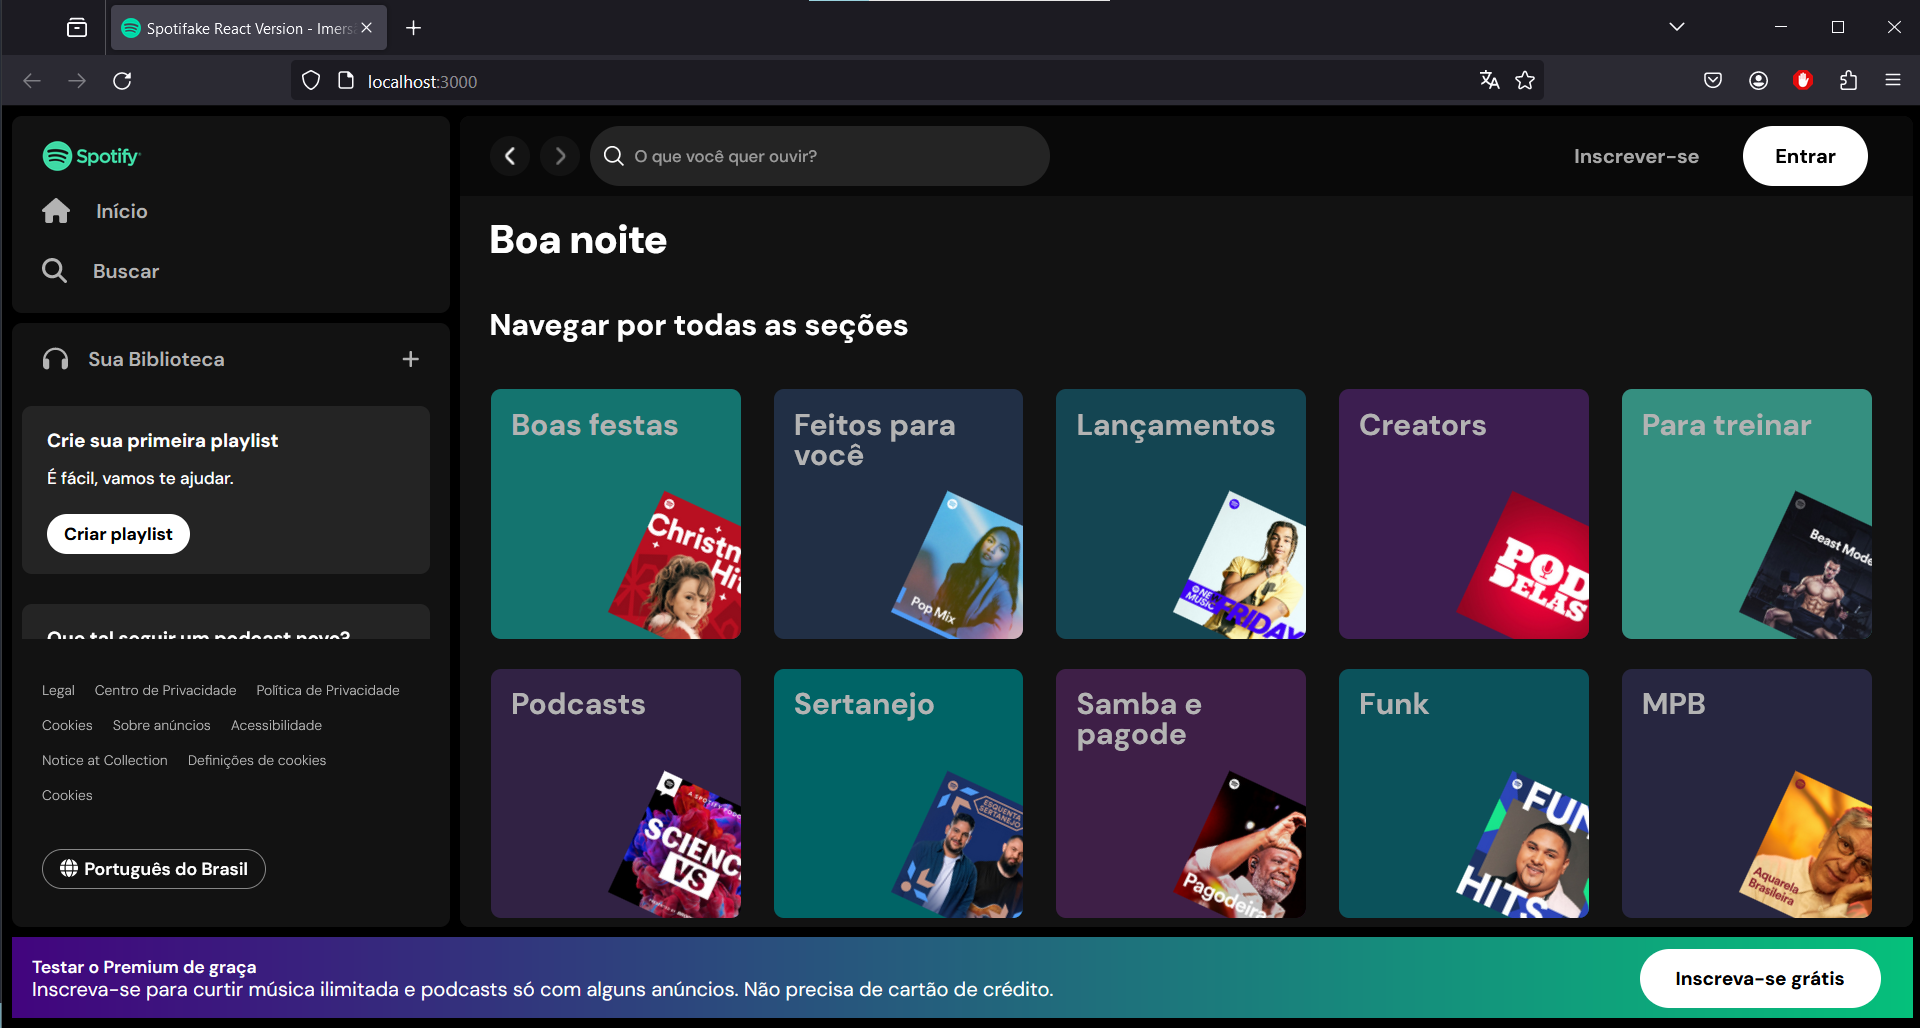 Spotifake React Version - Imers
localhost:3000
Spotify
Início
Buscar
Sua Biblioteca
Crie sua primeira playlist
É fácil, vamos te ajudar.
Criar playlist
Que tal seguir um podcast novo?
Legal Centro de Privacidade Política de Privacidade
Cookies Sobre anúncios Acessibilidade
Notice at Collection Definições de cookies
Cookies
Português do Brasil
O que você quer ouvir?
Inscrever-se
Entrar
Boa noite
Navegar por todas as seções
Boas festas
Christm
Hi
Feitos para
você
Pop Mix
Lançamentos
NE
MUSIC
FRIDAY
Creators
POD
DELAS
Para treinar
Beast Mode
Podcasts
A SPOTIFY PODC
SCIENC
VS
Sertanejo
ESQUENTA
SERTANEJO
Samba e
pagode
Pagodeira
Funk
FUN
HITS
MPB
Aquarela
Brasileira
Testar o Premium de graça
Inscreva-se para curtir música ilimitada e podcasts só com alguns anúncios. Não precisa de cartão de crédito.
Inscreva-se grátis